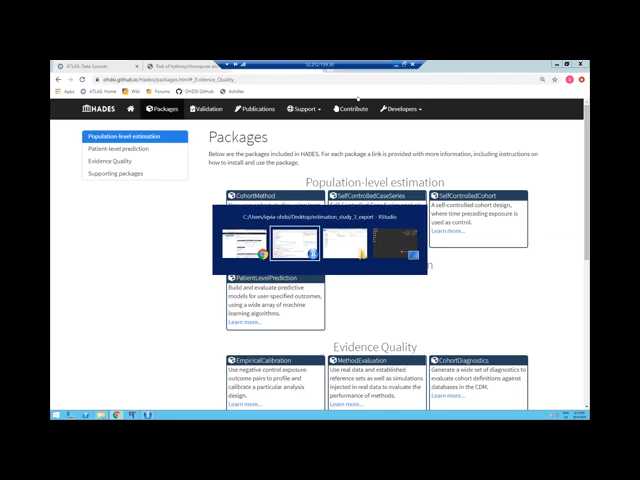 ATLAS: Data Sources
Risk of hydroxychloroquine al
52.212.159.30
ohdsi.github.io/Hades/packages.html#_Evidence_Quality_
Apps ATLAS: Home Wiki Forums OHDSI GitHub Achilles
HADES Packages Validation Publications Support Contribute Developers
Population-level estimation
Patient-level prediction
Evidence Quality
Supporting packages
Packages
Below are the packages included in HADES. For each package a link is provided with more information, including instructions on
how to install and use the package.
Population-level estimation
CohortMethod
SelfControlledCaseSeries
SelfControlledCohort
A self-controlled cohort design,
where time preceding exposure is
used as control.
Learn more...
estimation_study_3_export - RStudio
PatientLevelPrediction
Build and evaluate predictive
models for user-specified outcomes,
using a wide array of machine
learning algorithms.
Learn more...
Evidence Quality
EmpiricalCalibration
Use negative control exposure-
outcome pairs to profile and
calibrate a particular analysis
design.
Learn more...
MethodEvaluation
Use real data and established
reference sets as well as simulations
injected in real data to evaluate the
performance of methods.
Learn more...
CohortDiagnostics
Generate a wide set of diagnostics to
evaluate cohort definitions against
databases in the CDM.
Learn more...